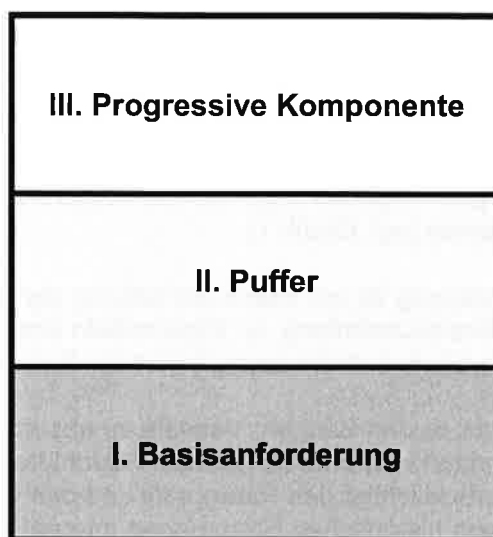 III. Progressive Komponente
II. Puffer
I. Basisanforderung